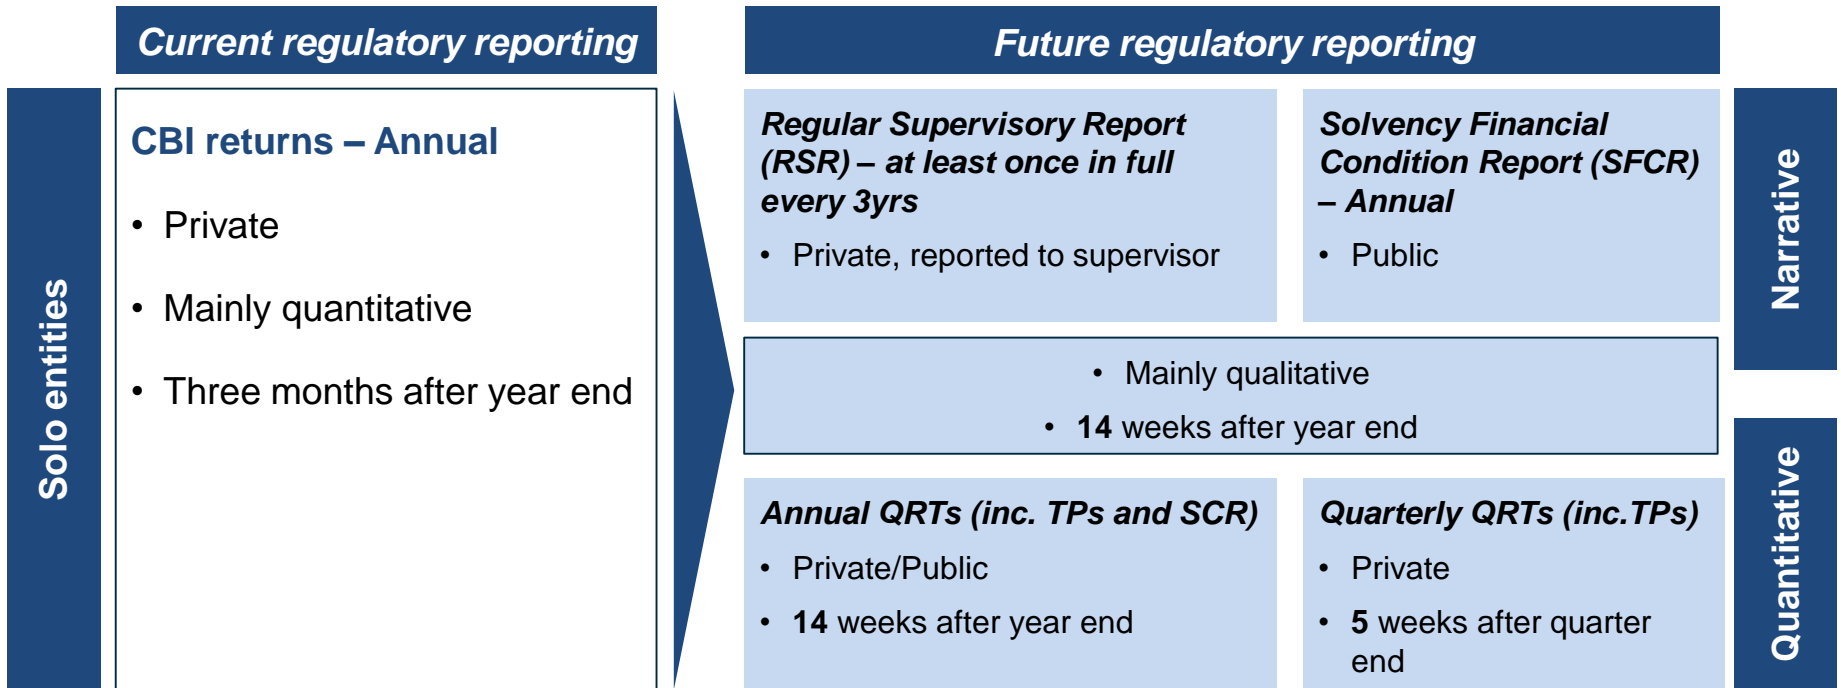 Current regulatory reporting
Future regulatory reporting
Solo entities
CBI returns – Annual
• Private
• Mainly quantitative
• Three months after year end
Regular Supervisory Report
(RSR) – at least once in full
every 3yrs
• Private, reported to supervisor
Solvency Financial
Condition Report (SFCR)
– Annual
• Public
Narrative
• Mainly qualitative
• 14 weeks after year end
Annual QRTs (inc. TPs and SCR)
• Private/Public
• 14 weeks after year end
Quarterly QRTs (inc.TPs)
• Private
• 5 weeks after quarter
end
Quantitative